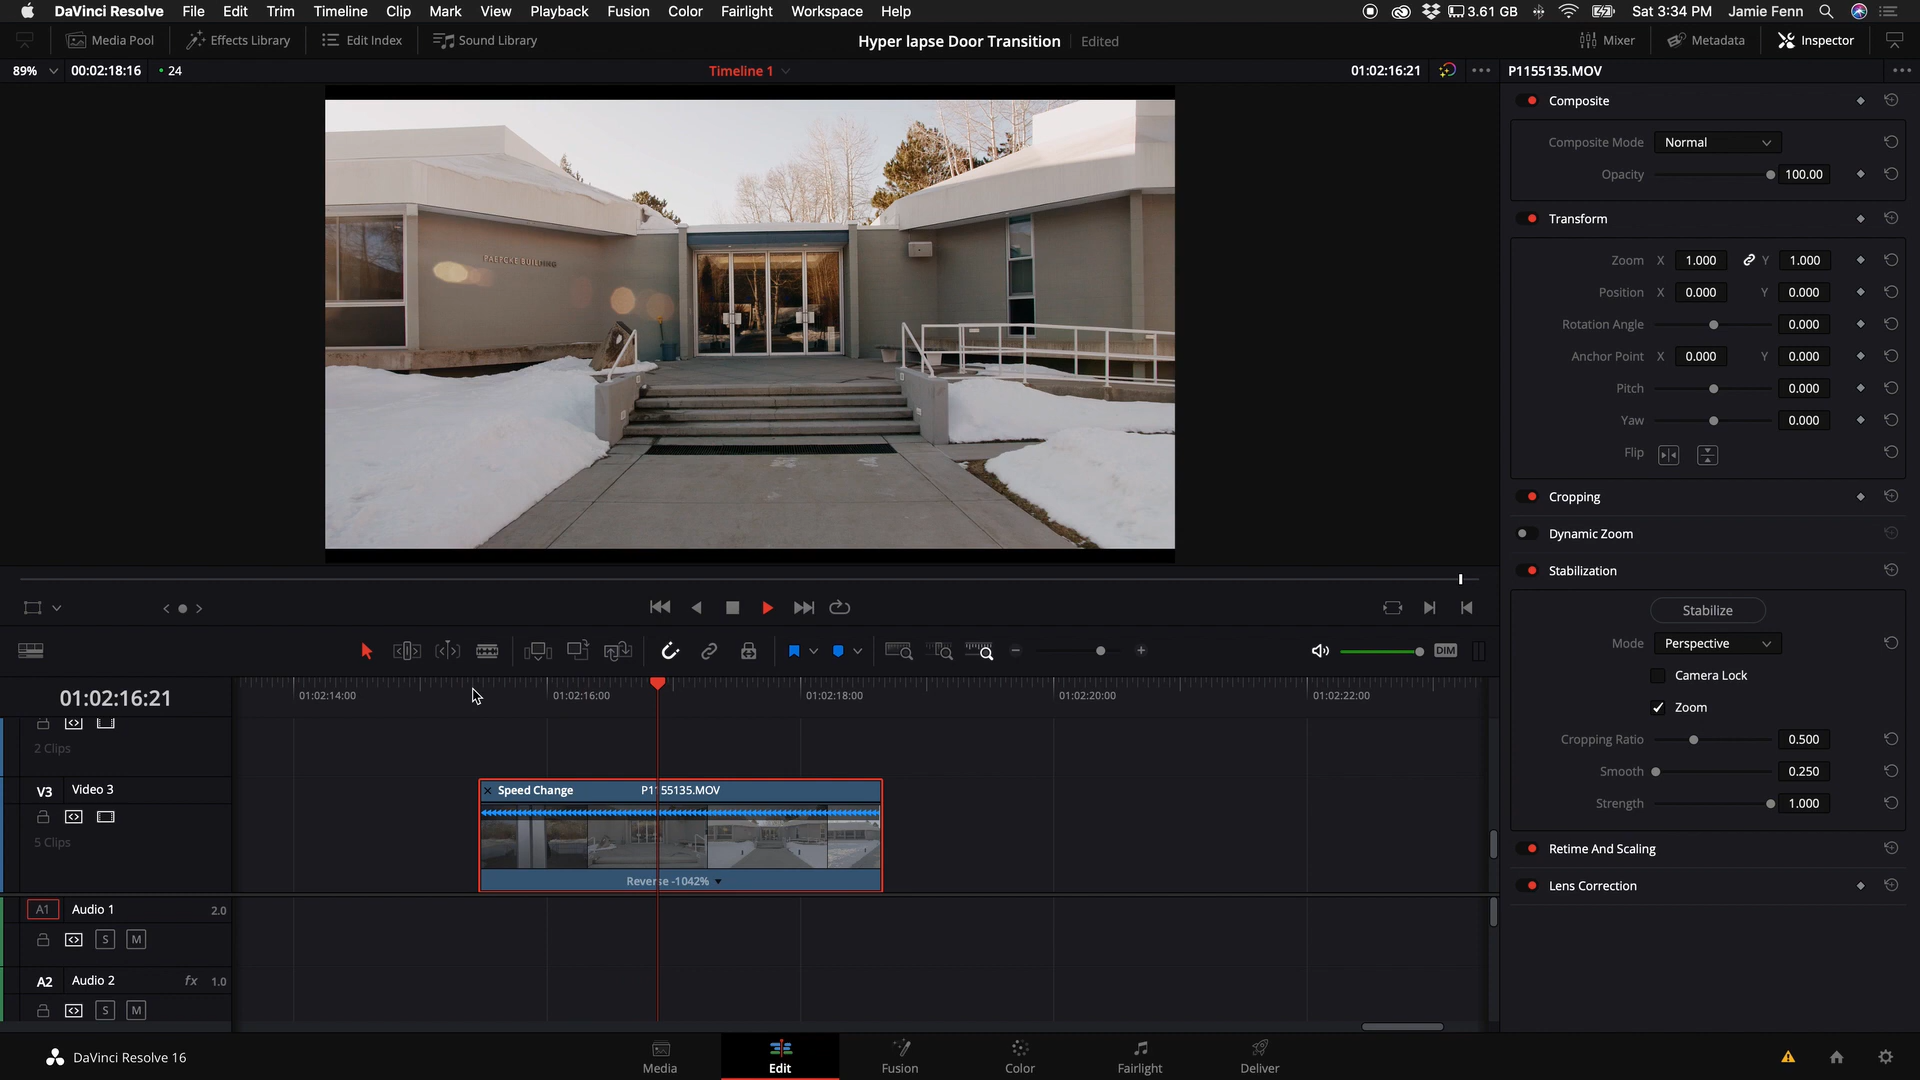 DaVinci Resolve File Edit Trim Timeline Clip Mark View Playback Fusion Color Fairlight Workspace Help 3.61 GB Sat 3:34 PM Jamie Fenn
Media Pool Effects Library Edit Index Sound Library Hyper lapse Door Transition Edited Mixer Metadata Inspector
89% 00:02:18:16 24 Timeline 1 01:02:16:21 P1155135.MOV
Composite
Composite Mode Normal
Opacity 100.00
Transform
Zoom X 1.000 Y 1.000
Position X 0.000 Y 0.000
Rotation Angle 0.000
Anchor Point X 0.000 Y 0.000
Pitch 0.000
Yaw 0.000
Flip
Cropping
Dynamic Zoom
Stabilization
Stabilize
Mode Perspective
Camera Lock
Zoom
Cropping Ratio 0.500
Smooth 0.250
Strength 1.000
Retime And Scaling
Lens Correction
PAEPCKE BUILDING
DIM
01:02:16:21 01:02:14:00 01:02:16:00 01:02:18:00 01:02:20:00 01:02:22:00
2 Clips
V3 Video 3
5 Clips
Speed Change P1155135.MOV
Reverse -1042%
A1 Audio 1 2.0
S M
A2 Audio 2 fx 1.0
S M
DaVinci Resolve 16 Media Edit Fusion Color Fairlight Deliver